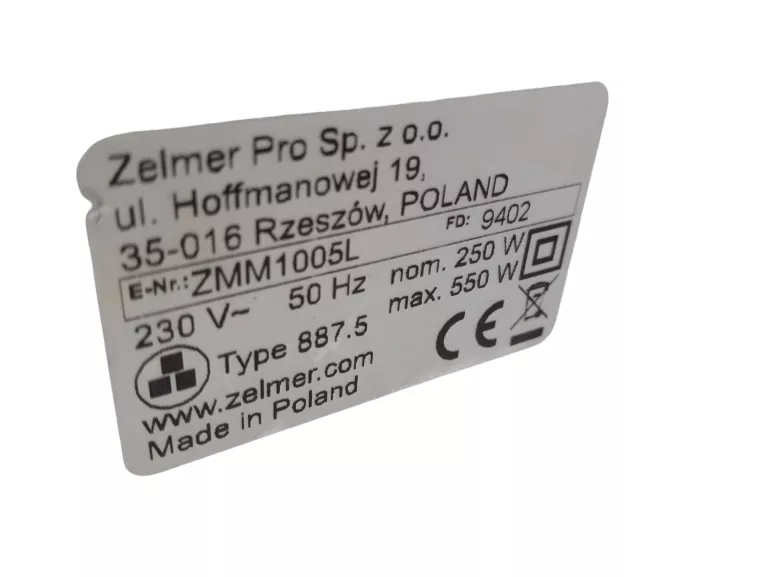 Zelmer Pro Sp. z o.o.
ul. Hoffmanowej 19,
35-016 Rzeszów, POLAND
E-Nr.: ZMM1005L FD: 9402
230 V~ 50 Hz nom. 250 W
max. 550 W
Type 887.5
www.zelmer.com
Made in Poland
CE